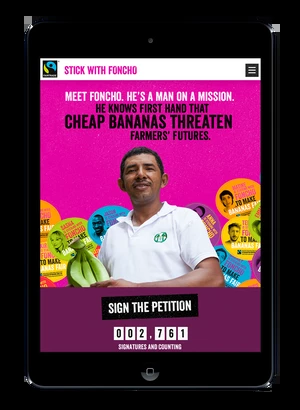 STICK WITH FONCHO
MEET FONCHO. HE'S A MAN ON A MISSION.
HE KNOWS FIRST HAND THAT
CHEAP BANANAS THREATEN
FARMERS' FUTURES.
SIGN THE PETITION
002,761
SIGNATURES AND COUNTING